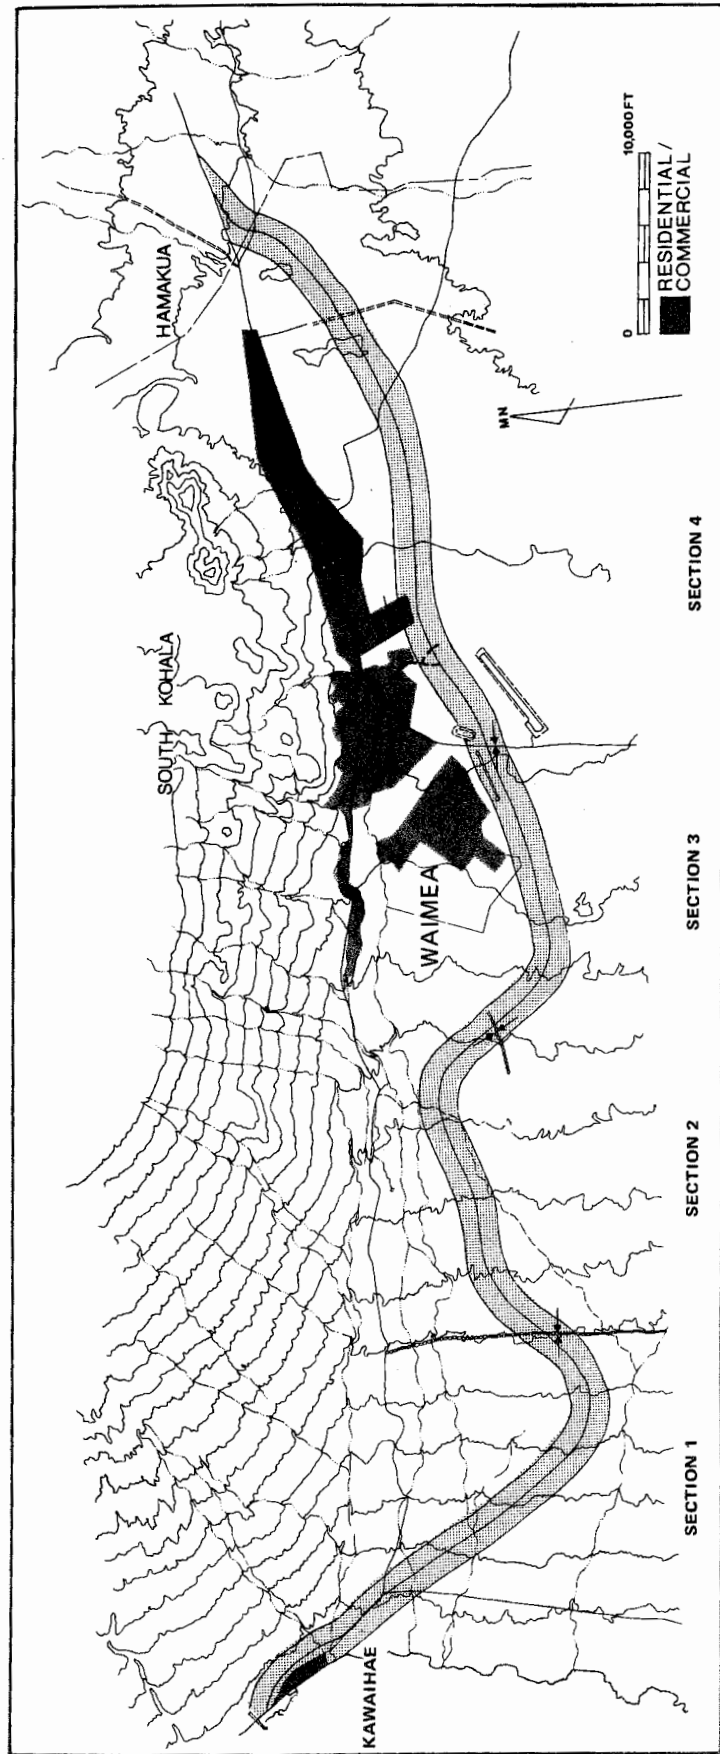 HAMAKUA
SOUTH KOHALA
WAIMEA
KAWAIHAE
MN
0
10,000 FT
RESIDENTIAL /
COMMERCIAL
SECTION 1
SECTION 2
SECTION 3
SECTION 4